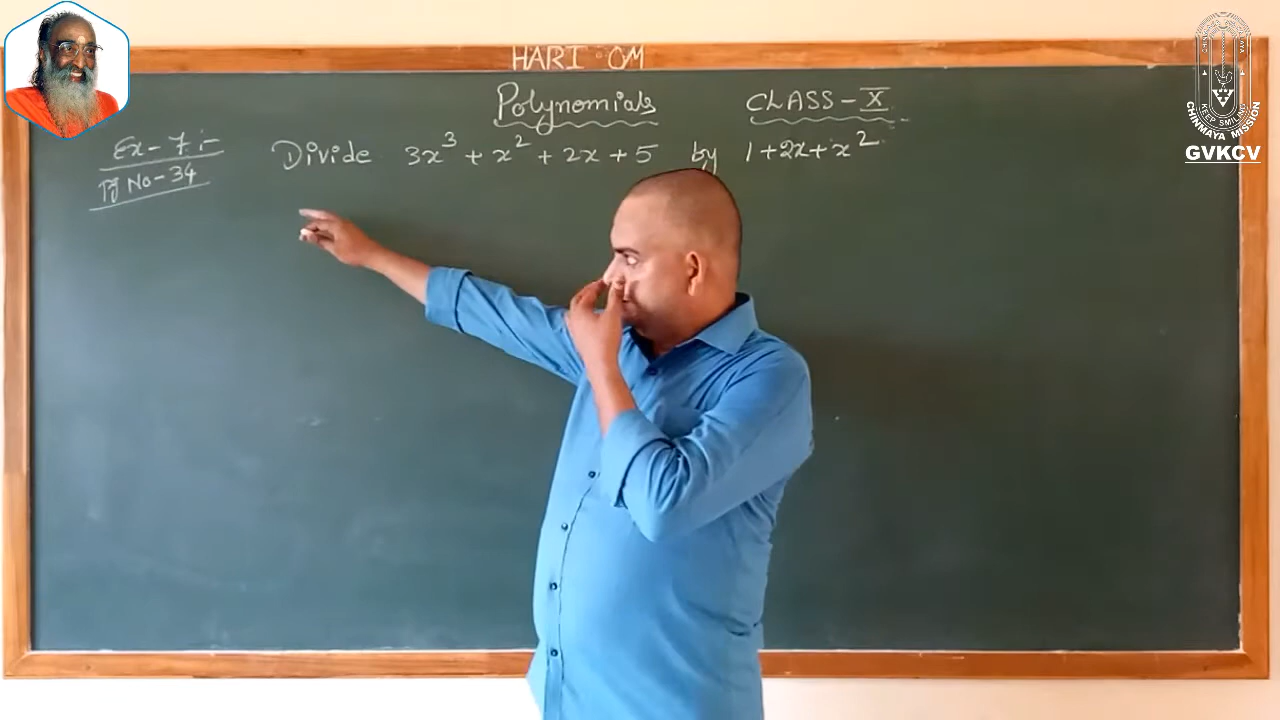 HARI OM
Polynomials CLASS - X
Ex - 7 :- Divide 3x³ + x² + 2x + 5 by 1 + 2x + x²
Pg No - 34
CHINMAYA MISSION
KEEP SMILING
GVKCV